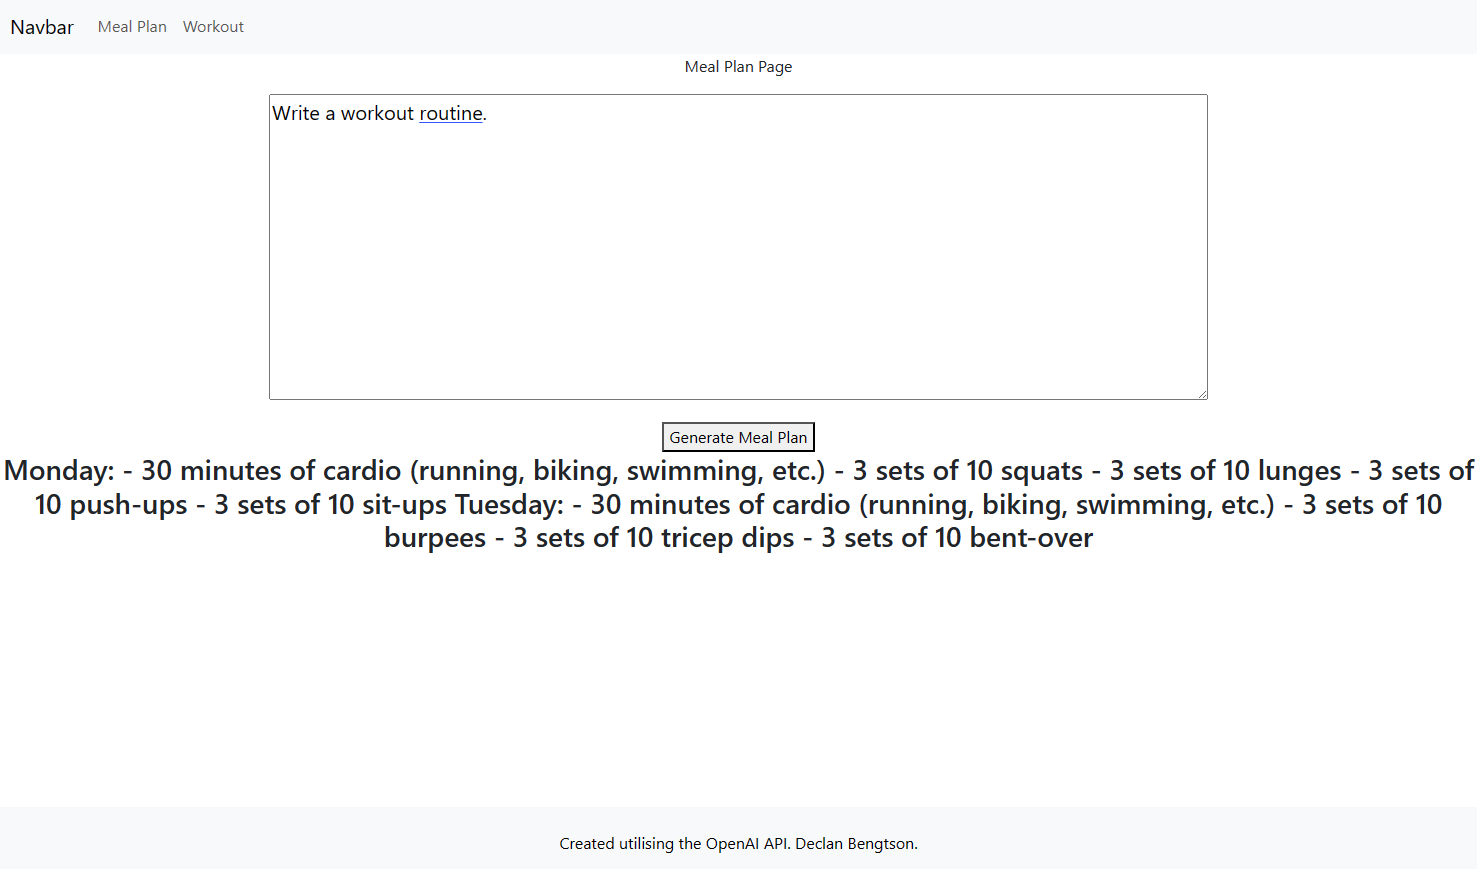 Navbar Meal Plan Workout
Meal Plan Page
Write a workout routine.
Generate Meal Plan
Monday: - 30 minutes of cardio (running, biking, swimming, etc.) - 3 sets of 10 squats - 3 sets of 10 lunges - 3 sets of
10 push-ups - 3 sets of 10 sit-ups Tuesday: - 30 minutes of cardio (running, biking, swimming, etc.) - 3 sets of 10
burpees - 3 sets of 10 tricep dips - 3 sets of 10 bent-over
Created utilising the OpenAI API. Declan Bengtson.